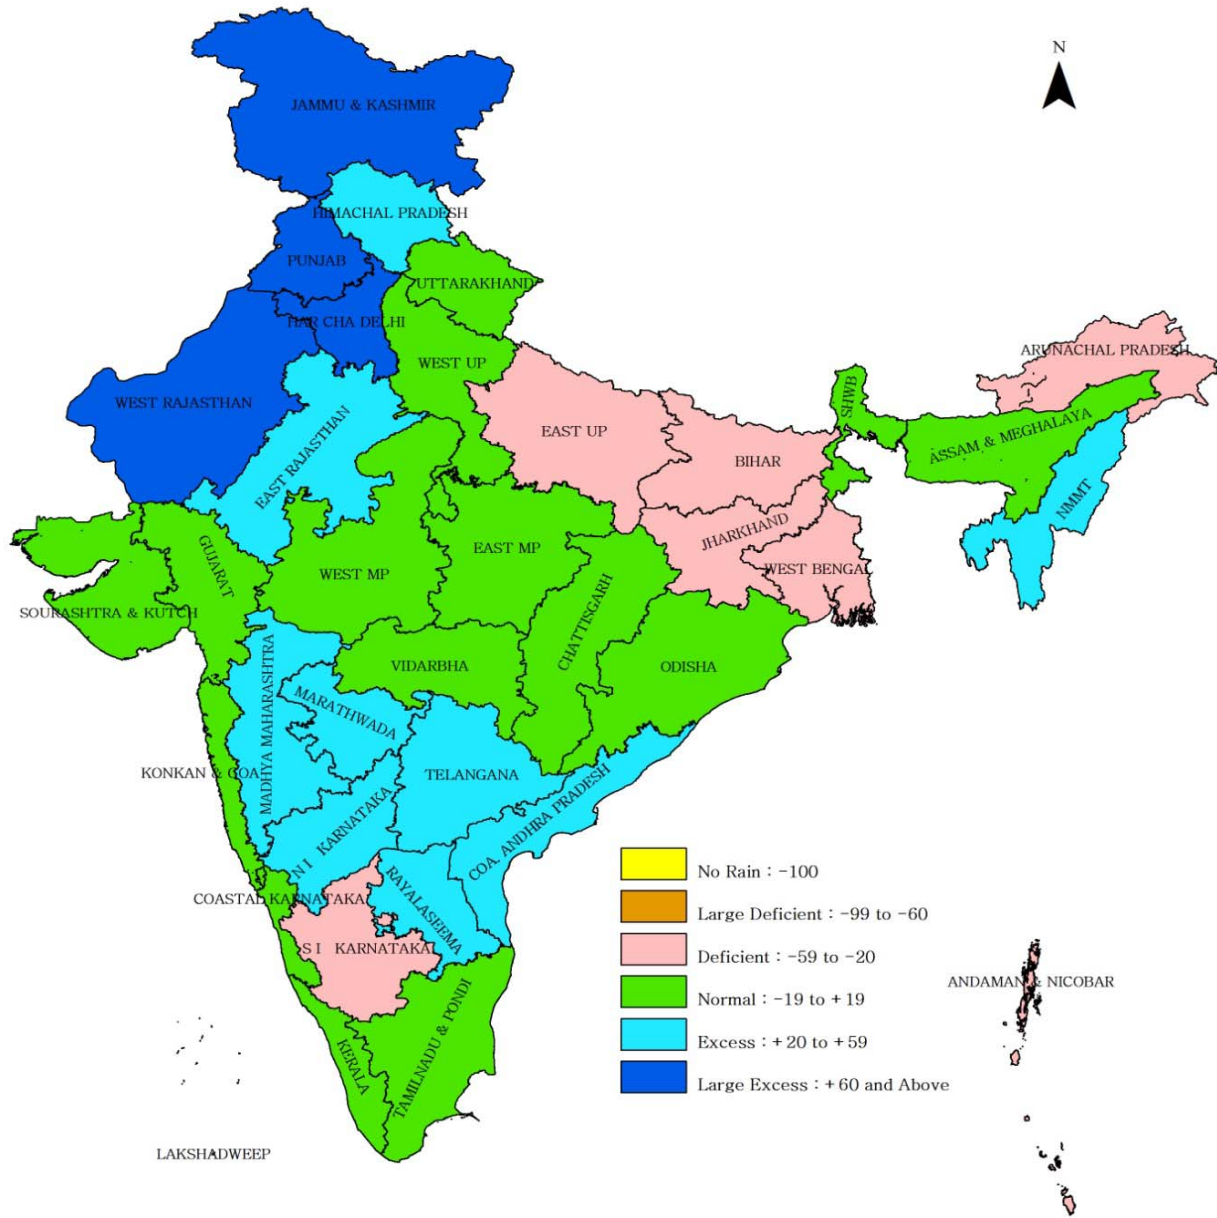 N
JAMMU & KASHMIR
HIMACHAL PRADESH
PUNJAB
UTTARAKHAND
HAR CHA DELHI
ARUNACHAL PRADESH
WEST UP
SHWB
WEST RAJASTHAN
EAST UP
ASSAM & MEGHALAYA
EAST RAJASTHAN
BIHAR
NMMT
JHARKHAND
EAST MP
GUJARAT
WEST MP
WEST BENGAL
SOURASHTRA & KUTCH
CHATTISGARH
VIDARBHA
ODISHA
MADHYA MAHARASHTRA
MARATHWADA
KONKAN & GOA
TELANGANA
COA. ANDHRA PRADESH
N I KARNATAKA
COASTAL KARNATAKA
RAYALASEEMA
S I KARNATAKA
TAMILNADU & PONDI
KERALA
LAKSHADWEEP
ANDAMAN & NICOBAR
No Rain : -100
Large Deficient : -99 to -60
Deficient : -59 to -20
Normal : -19 to +19
Excess : +20 to +59
Large Excess : +60 and Above